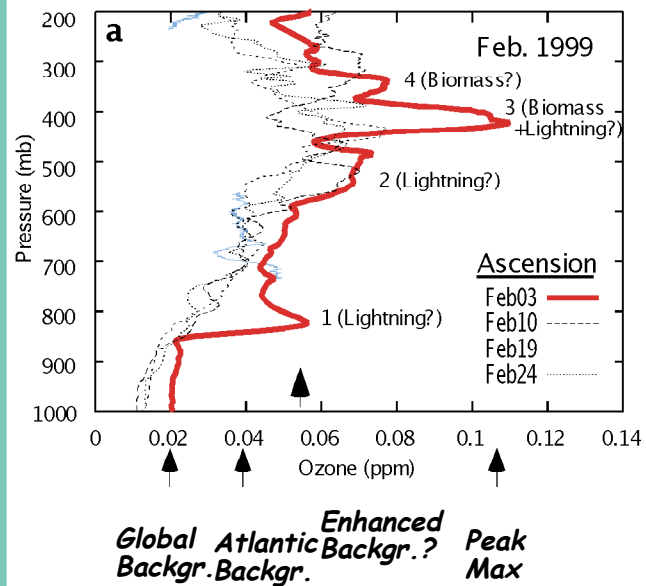 a
Feb. 1999
200
300
400
500
600
700
800
900
1000
Pressure (mb)
4 (Biomass?)
3 (Biomass
+Lightning?)
2 (Lightning?)
1 (Lightning?)
Ascension
Feb03
Feb10
Feb19
Feb24
0 0.02 0.04 0.06 0.08 0.1 0.12 0.14
Ozone (ppm)
Global
Backgr.
Atlantic
Backgr.
Enhanced
Backgr.?
Peak
Max